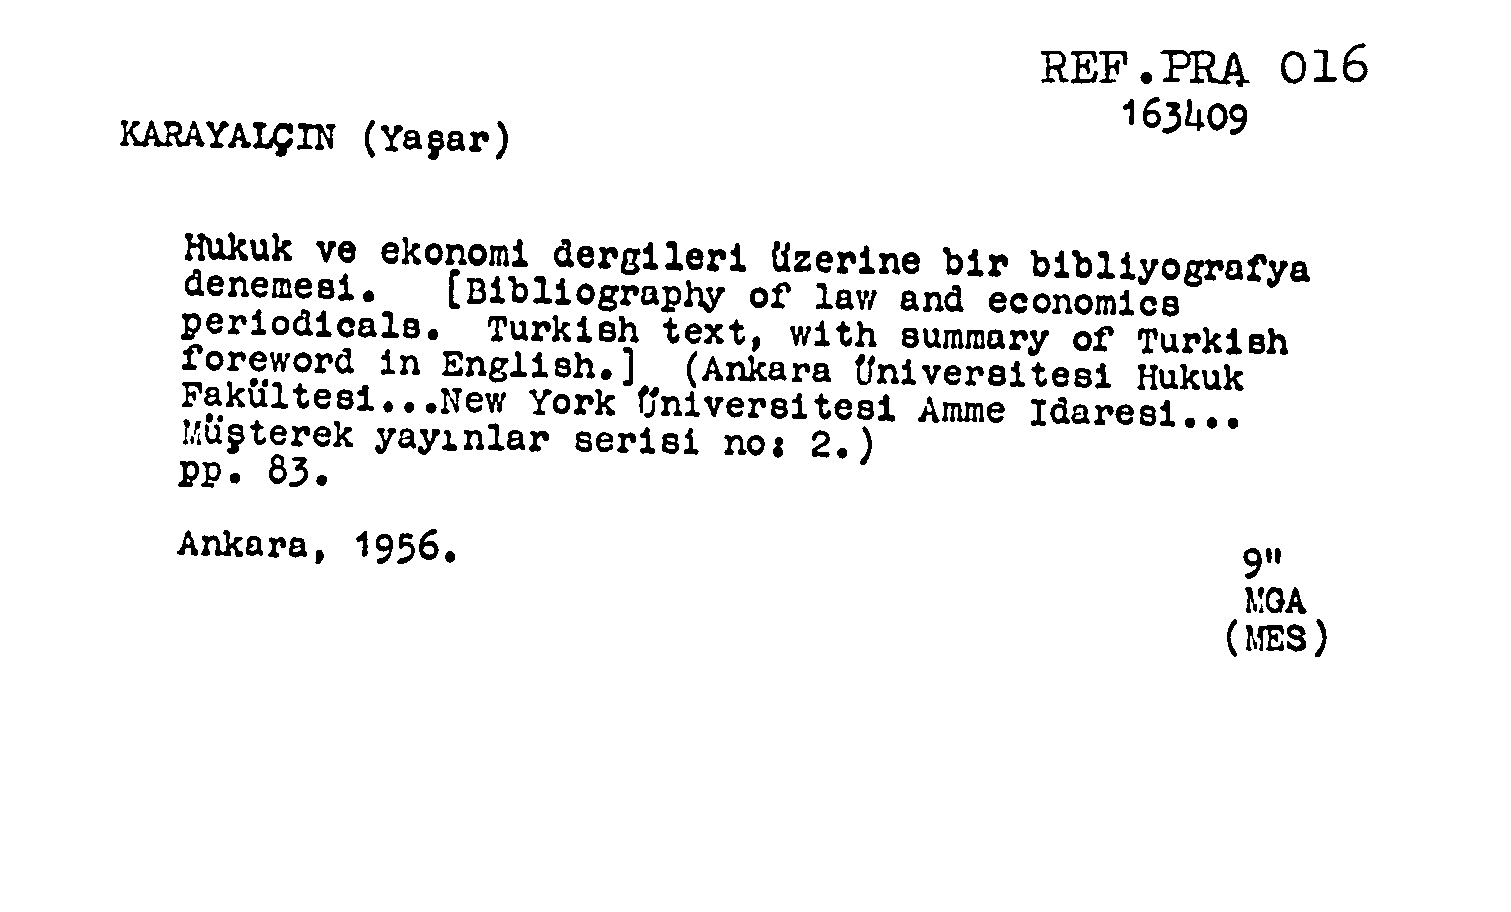 REF.PRA 016
163409
KARAYALÇIN (Yaşar)
Hukuk ve ekonomi dergileri üzerine bir bibliyografya
denemesi. [Bibliography of law and economics
periodicals. Turkish text, with summary of Turkish
foreword in English.] (Ankara Üniversitesi Hukuk
Fakültesi...New York Üniversitesi Amme Idaresi...
Müşterek yayınlar serisi no: 2.)
pp. 83.
Ankara, 1956.
9"
MGA
(MES)